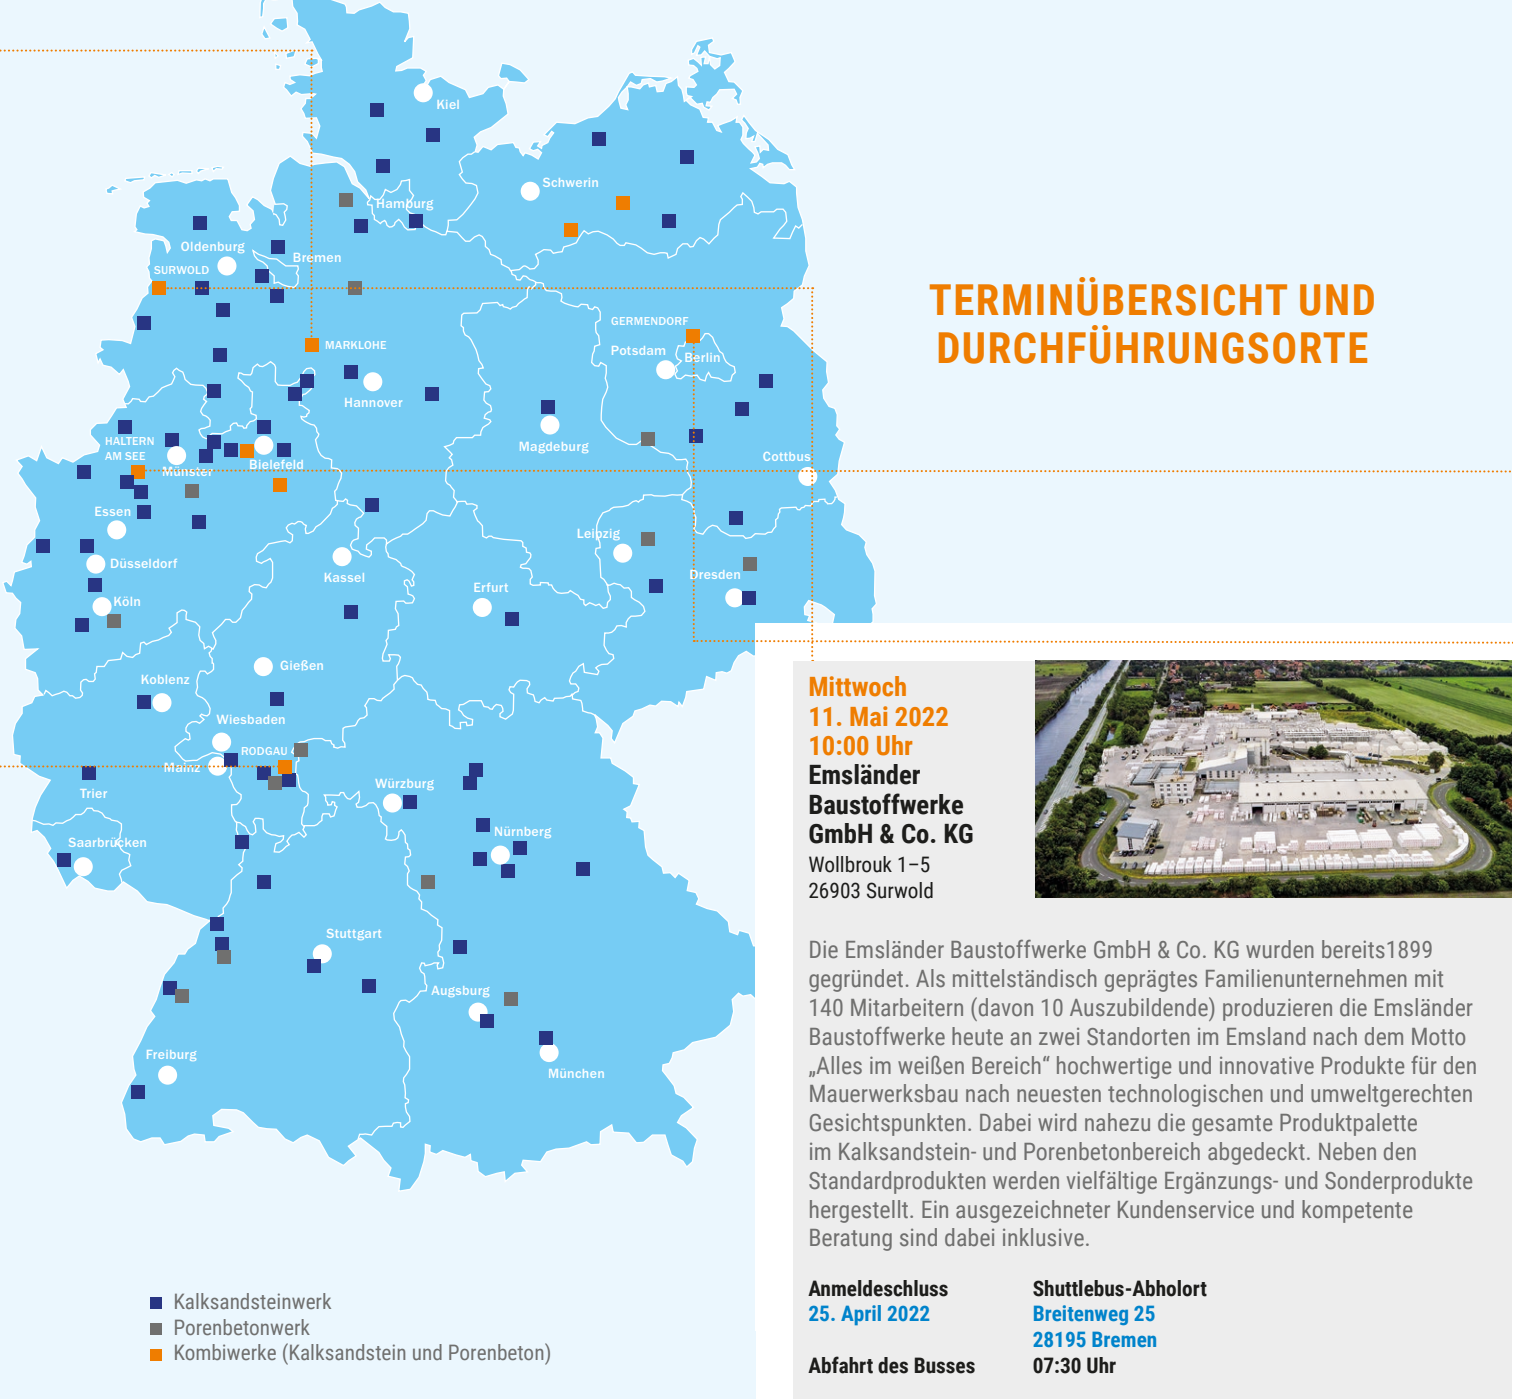 Kiel
Schwerin
Hamburg
Oldenburg
Bremen
SURWOLD
GERMENDORF
MARKLOHE
Potsdam
Berlin
Hannover
Magdeburg
HALTERN
AM SEE
Münster
Bielefeld
Cottbus
Essen
Leipzig
Düsseldorf
Kassel
Dresden
Erfurt
Köln
Gießen
Koblenz
Wiesbaden
RODGAU
Mainz
Trier
Würzburg
Saarbrücken
Nürnberg
Stuttgart
Augsburg
Freiburg
München
Kalksandsteinwerk
Porenbetonwerk
Kombiwerke (Kalksandstein und Porenbeton)
TERMINÜBERSICHT UND
DURCHFÜHRUNGSORTE
Mittwoch
11. Mai 2022
10:00 Uhr
Emsländer
Baustoffwerke
GmbH & Co. KG
Wollbrouk 1–5
26903 Surwold
Die Emsländer Baustoffwerke GmbH & Co. KG wurden bereits1899
gegründet. Als mittelständisch geprägtes Familienunternehmen mit
140 Mitarbeitern (davon 10 Auszubildende) produzieren die Emsländer
Baustoffwerke heute an zwei Standorten im Emsland nach dem Motto
„Alles im weißen Bereich“ hochwertige und innovative Produkte für den
Mauerwerksbau nach neuesten technologischen und umweltgerechten
Gesichtspunkten. Dabei wird nahezu die gesamte Produktpalette
im Kalksandstein- und Porenbetonbereich abgedeckt. Neben den
Standardprodukten werden vielfältige Ergänzungs- und Sonderprodukte
hergestellt. Ein ausgezeichneter Kundenservice und kompetente
Beratung sind dabei inklusive.
Anmeldeschluss
25. April 2022
Shuttlebus-Abholort
Breitenweg 25
28195 Bremen
Abfahrt des Busses 07:30 Uhr